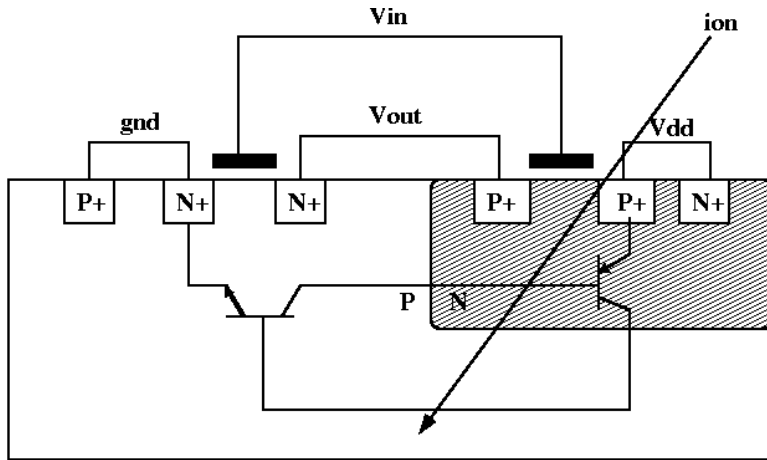 Vin
ion
gnd
Vout
Vdd
P+ N+ N+ P+ P+ N+
P N